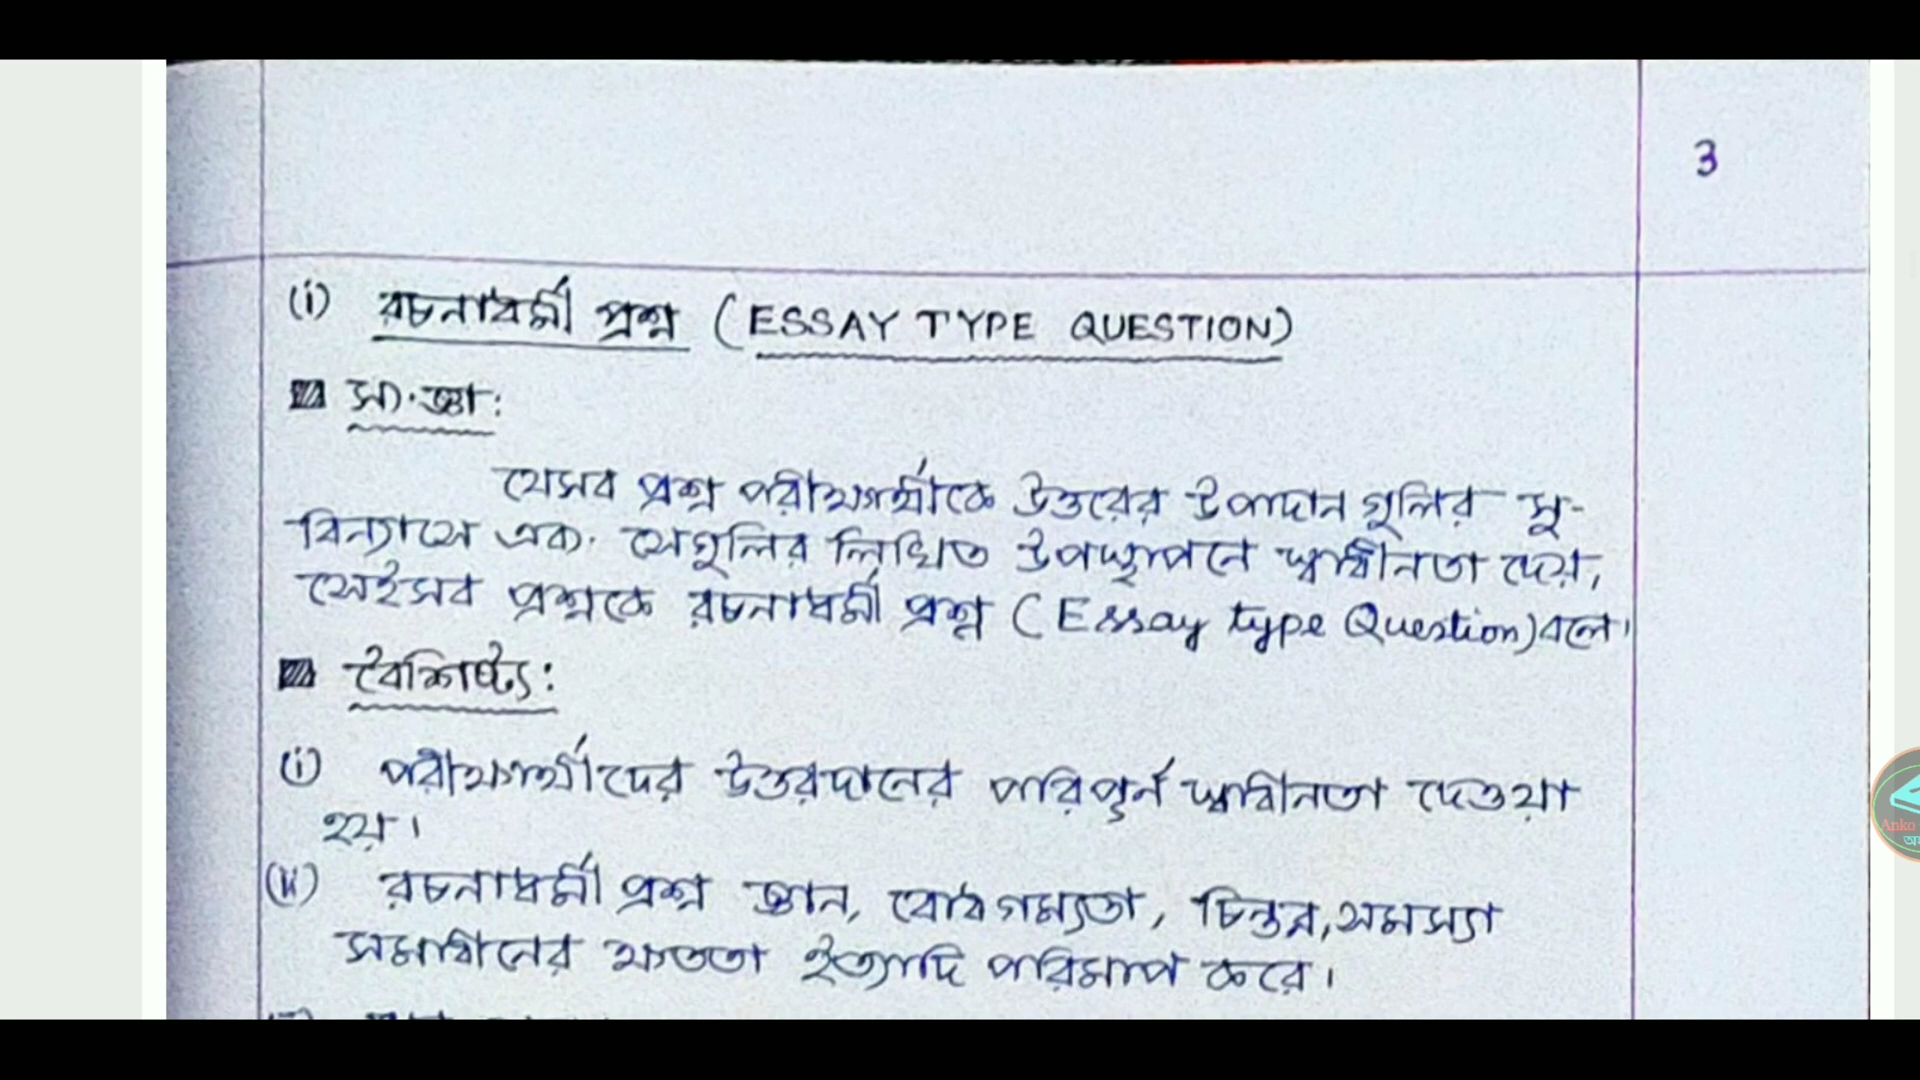 3
(i) রচনাধর্মী প্রশ্ন (ESSAY TYPE QUESTION)
সংজ্ঞা:
যেসব প্রশ্ন পরীক্ষার্থীকে উত্তরের উপাদান গুলির সু-
বিন্যাসে এবং সেগুলির লিখিত উপস্থাপনে স্বাধীনতা দেয়,
সেইসব প্রশ্নকে রচনাধর্মী প্রশ্ন (Essay type Question) বলে।
বৈশিষ্ট্য:
(i) পরীক্ষার্থীদের উত্তরদানের পরিপূর্ন স্বাধীনতা দেওয়া
হয়।
(ii) রচনাধর্মী প্রশ্ন জ্ঞান, বোধগম্যতা, চিন্তন, সমস্যা
সমাধানের ইত্যাদি পরিমাপ করে।
Anko